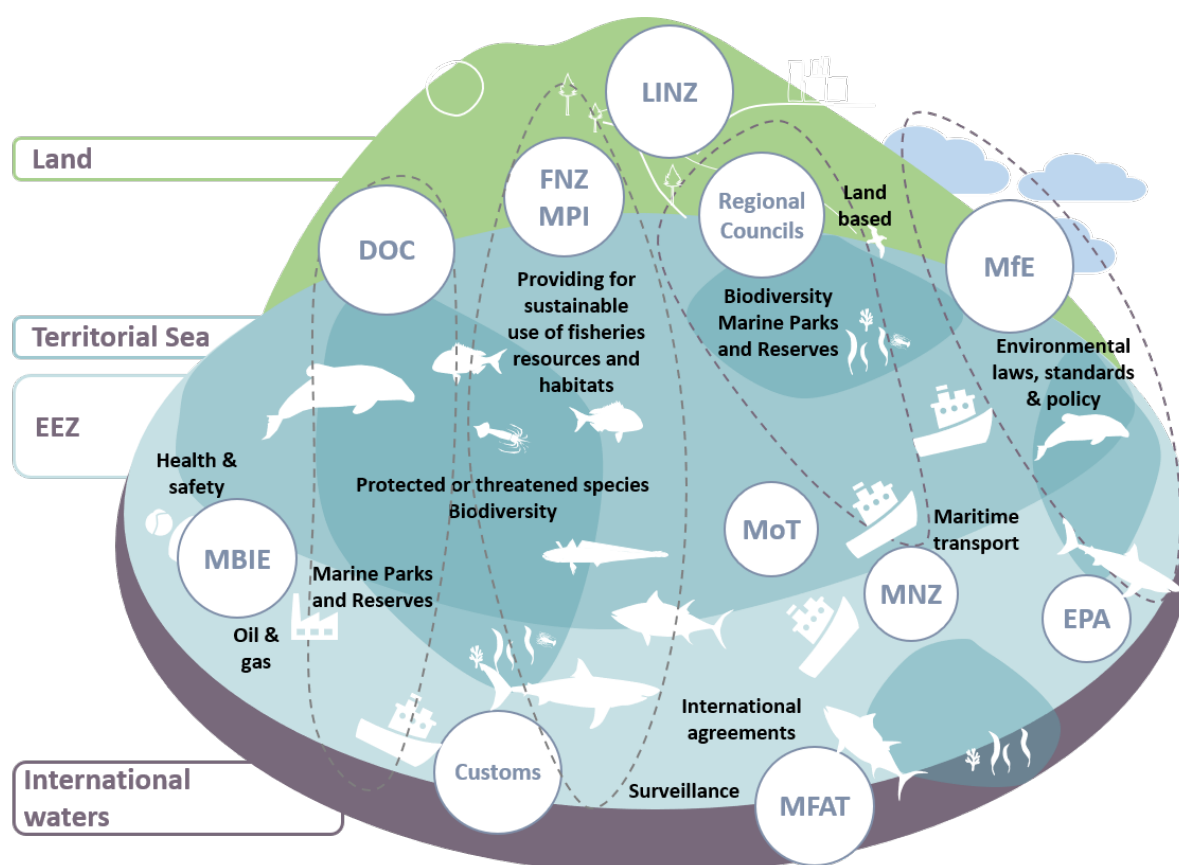 LINZ
Land
FNZ
MPI
Regional
Councils
Land
based
DOC
MfE
Providing for
sustainable
use of fisheries
resources and
habitats
Biodiversity
Marine Parks
and Reserves
Territorial Sea
Environmental
laws, standards
& policy
EEZ
Health &
safety
Protected or threatened species
Biodiversity
MoT
Maritime
transport
MBIE
Marine Parks
and Reserves
MNZ
EPA
Oil &
gas
International
agreements
International
waters
Customs
Surveillance
MFAT